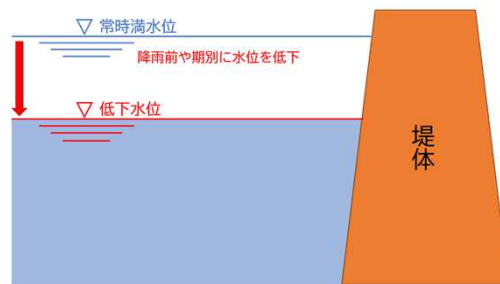 ▽ 常時満水位
降雨前や期別に水位を低下
▽ 低下水位
堤体